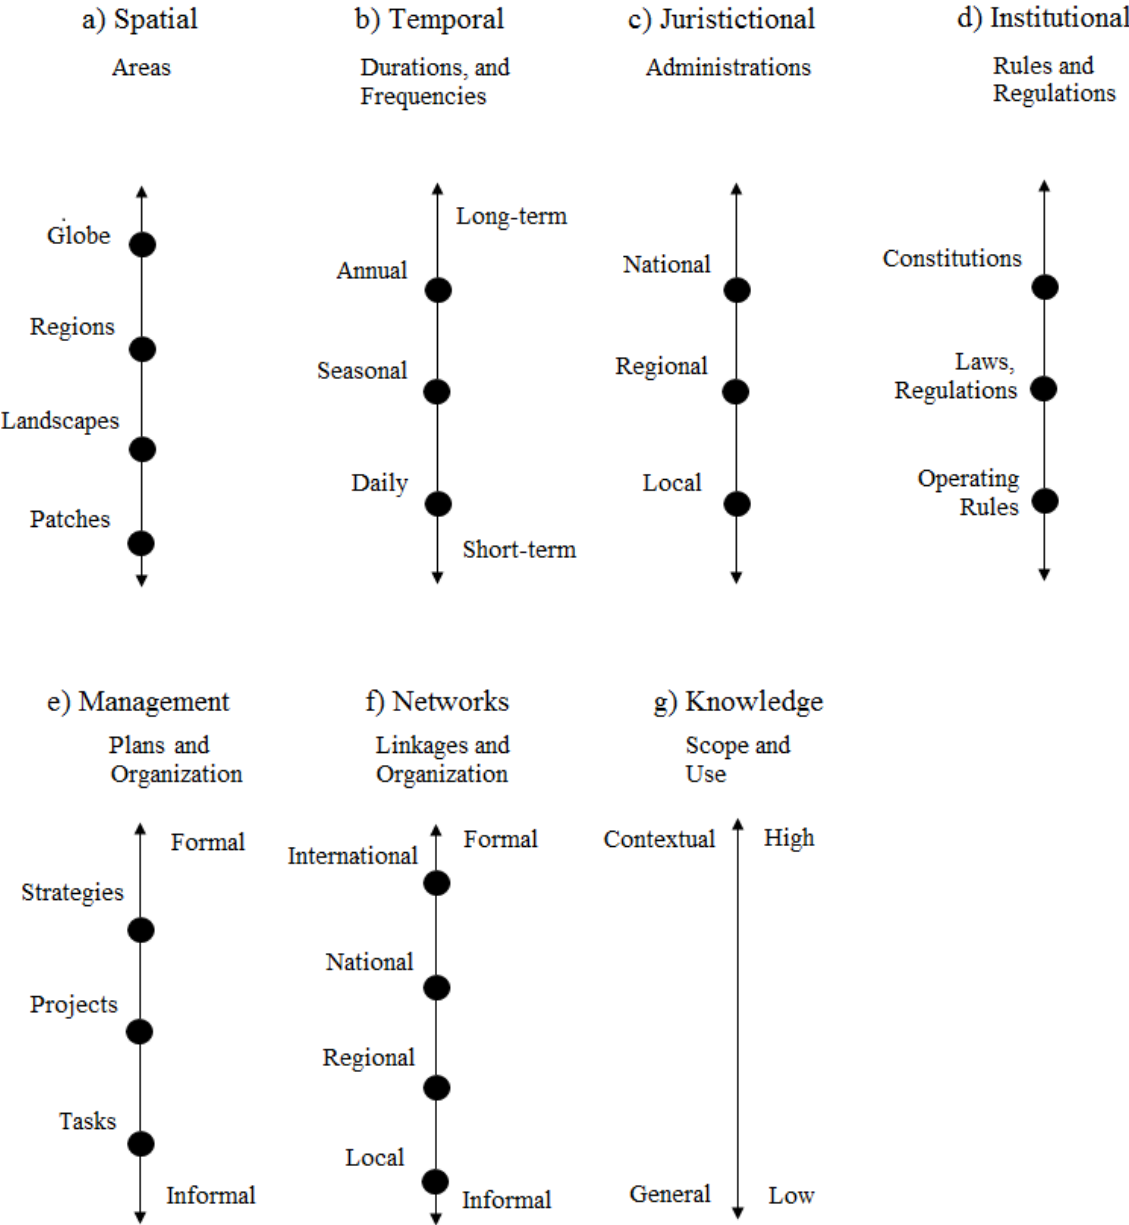 a) Spatial
Areas
Globe
Regions
Landscapes
Patches
b) Temporal
Durations, and
Frequencies
Long-term
Annual
Seasonal
Daily
Short-term
c) Juristictional
Administrations
National
Regional
Local
d) Institutional
Rules and
Regulations
Constitutions
Laws,
Regulations
Operating
Rules
e) Management
Plans and
Organization
Formal
Strategies
Projects
Tasks
Informal
f) Networks
Linkages and
Organization
Formal
International
National
Regional
Local
Informal
g) Knowledge
Scope and
Use
Contextual
High
General
Low